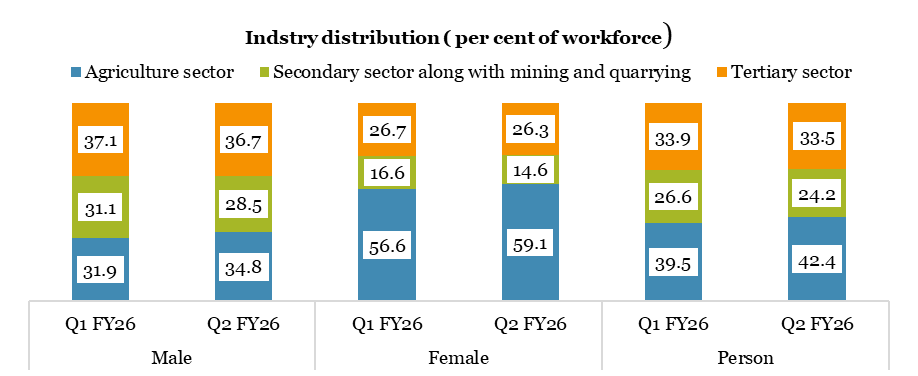 Indstry distribution ( per cent of workforce)
Agriculture sector Secondary sector along with mining and quarrying Tertiary sector
37.1 36.7 26.7 26.3 33.9 33.5
31.1 28.5 16.6 14.6 26.6 24.2
31.9 34.8 56.6 59.1 39.5 42.4
Q1 FY26 Q2 FY26 Q1 FY26 Q2 FY26 Q1 FY26 Q2 FY26
Male Female Person